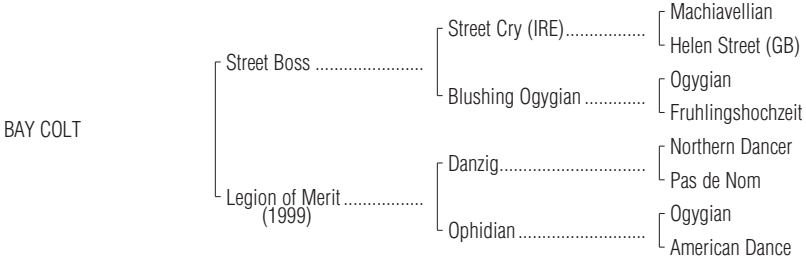 Machiavellian
Street Cry (IRE).................
Helen Street (GB)
Street Boss .......................
Ogygian
Blushing Ogygian .............
Fruhlingshochzeit
BAY COLT
Northern Dancer
Danzig...............................
Pas de Nom
Legion of Merit .................
(1999)
Ogygian
Ophidian ...........................
American Dance